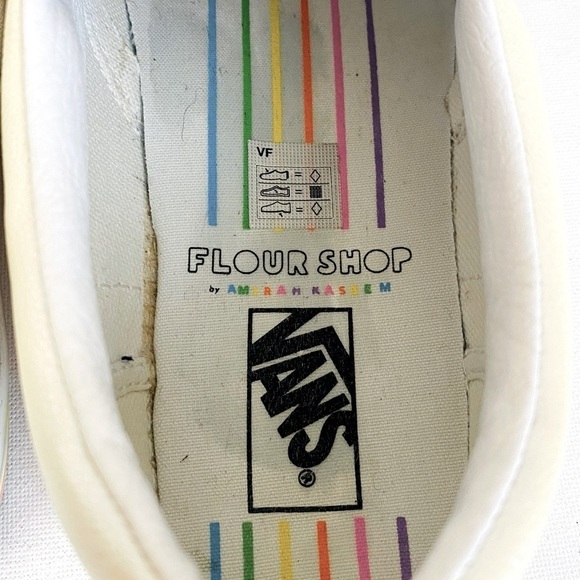 VF
= ◇
= 
= ◇
FLOUR SHOP
by AMIRAH KASSEM
VANS®